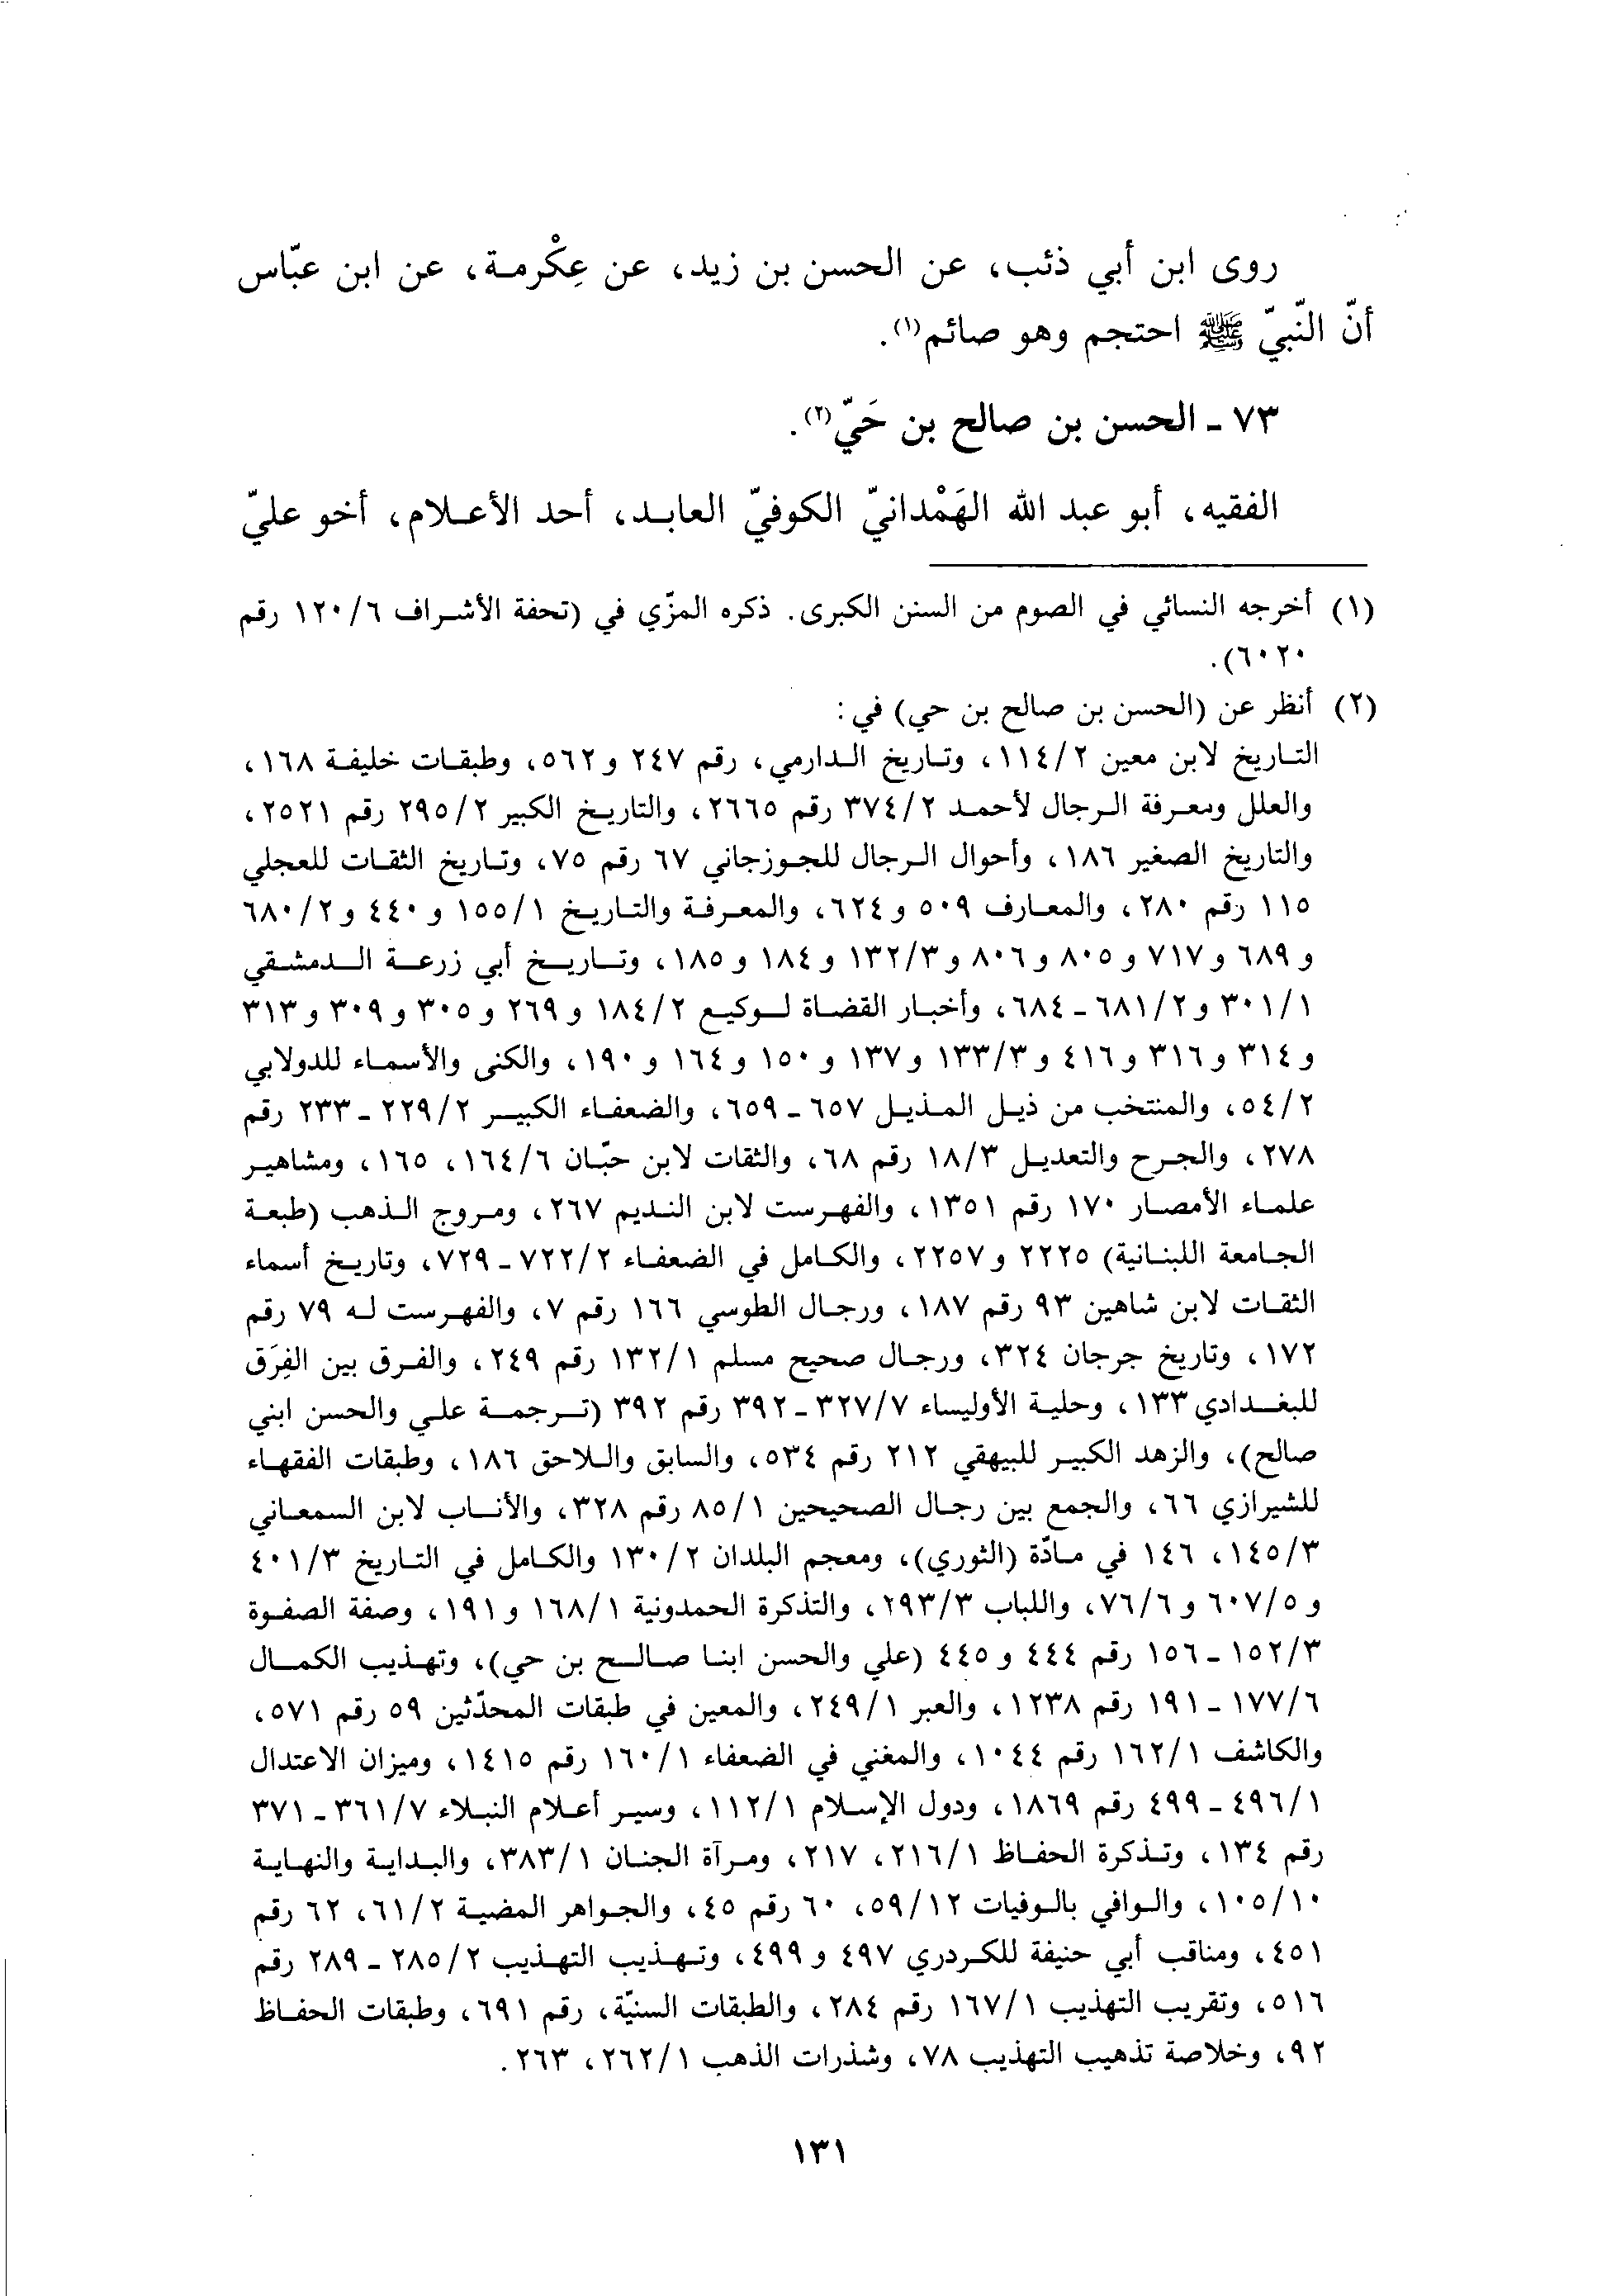 روى ابن أبي ذئب، عن الحسن بن زيد، عن عِكْرمة، عن ابن عبّاس
أنّ النّبيّ ﷺ احتجم وهو صائم(١).
٧٣ ـ الحسن بن صالح بن حَيّ(٢).
الفقيه، أبو عبد الله الهَمْدانيّ الكوفيّ العابد، أحد الأعلام، أخو عليّ
(١) أخرجه النسائي في الصوم من السنن الكبرى. ذكره المزّي في (تحفة الأشراف ١٢٠/٦ رقم
٦٠٢٠).
(٢) أنظر عن (الحسن بن صالح بن حي) في:
التاريخ لابن معين ١١٤/٢، وتاريخ الدارمي، رقم ٢٤٧ و٥٦٢، وطبقات خليفة ١٦٨،
والعلل ومعرفة الرجال لأحمد ٣٧٤/٢ رقم ٢٦٦٥، والتاريخ الكبير ٢٩٥/٢ رقم ٢٥٢١،
والتاريخ الصغير ١٨٦، وأحوال الرجال للجوزجاني ٦٧ رقم ٧٥، وتاريخ الثقات للعجلي
١١٥ رقم ٢٨٠، والمعارف ٥٠٩ و٦٢٤، والمعرفة والتاريخ ١٥٥/١ و٤٤٠ و٦٨٠/٢
و٦٨٩ و٧١٧ و٨٠٥ و٨٠٦ و١٣٢/٣ و١٨٤ و١٨٥، وتاريخ أبي زرعة الدمشقي
٣٠١/١ و٦٨١/٢ ـ ٦٨٤، وأخبار القضاة لوكيع ١٨٤/٢ و٢٦٩ و٣٠٥ و٣٠٩ و٣١٣
و٣١٤ و٣١٦ و٤١٦ و١٣٣/٣ و١٣٧ و١٥٠ و١٦٤ و١٩٠، والكنى والأسماء للدولابي
٥٤/٢، والمنتخب من ذيل المذيل ٦٥٧ ـ ٦٥٩، والضعفاء الكبير ٢٢٩/٢ ـ ٢٣٣ رقم
٢٧٨، والجرح والتعديل ١٨/٣ رقم ٦٨، والثقات لابن حبّان ١٦٤/٦، ١٦٥، ومشاهير
علماء الأمصار ١٧٠ رقم ١٣٥١، والفهرست لابن النديم ٢٦٧، ومروج الذهب (طبعة
الجامعة اللبنانية) ٢٢٢٥ و٢٢٥٧، والكامل في الضعفاء ٧٢٢/٢ ـ ٧٢٩، وتاريخ أسماء
الثقات لابن شاهين ٩٣ رقم ١٨٧، ورجال الطوسي ١٦٦ رقم ٧، والفهرست له ٧٩ رقم
١٧٢، وتاريخ جرجان ٣٢٤، ورجال صحيح مسلم ١٣٢/١ رقم ٢٤٩، والفرق بين الفِرَق
للبغدادي ١٣٣، وحلية الأوليساء ٣٢٧/٧ ـ ٣٩٢ رقم ٣٩٢ (ترجمة علي والحسن ابني
صالح)، والزهد الكبير للبيهقي ٢١٢ رقم ٥٣٤، والسابق واللاحق ١٨٦، وطبقات الفقهاء
للشيرازي ٦٦، والجمع بين رجال الصحيحين ٨٥/١ رقم ٣٢٨، والأنساب لابن السمعاني
١٤٥/٣، ١٤٦ في مادّة (الثوري)، ومعجم البلدان ١٣٠/٢ والكامل في التاريخ ٤٠١/٣
و٦٠٧/٥ و٧٦/٦، واللباب ٢٩٣/٣، والتذكرة الحمدونية ١٦٨/١ و١٩١، وصفة الصفوة
١٥٢/٣ ـ ١٥٦ رقم ٤٤٤ و٤٤٥ (علي والحسن ابنا صالح بن حي)، وتهذيب الكمال
١٧٧/٦ ـ ١٩١ رقم ١٢٣٨، والعبر ٢٤٩/١، والمعين في طبقات المحدّثين ٥٩ رقم ٥٧١،
والكاشف ١٦٢/١ رقم ١٠٤٤، والمغني في الضعفاء ١٦٠/١ رقم ١٤١٥، وميزان الاعتدال
٤٩٦/١ ـ ٤٩٩ رقم ١٨٦٩، ودول الإسلام ١١٢/١، وسير أعلام النبلاء ٣٦١/٧ ـ ٣٧١
رقم ١٣٤، وتذكرة الحفاظ ٢١٦/١، ٢١٧، ومرآة الجنان ٣٨٣/١، والبداية والنهاية
١٠٥/١٠، والوافي بالوفيات ٥٩/١٢، ٦٠ رقم ٤٥، والجواهر المضية ٦١/٢، ٦٢ رقم
٤٥١، ومناقب أبي حنيفة للكردري ٤٩٧ و٤٩٩، وتهذيب التهذيب ٢٨٥/٢ ـ ٢٨٩ رقم
٥١٦، وتقريب التهذيب ١٦٧/١ رقم ٢٨٤، والطبقات السنيّة، رقم ٦٩١، وطبقات الحفاظ
٩٢، وخلاصة تذهيب التهذيب ٧٨، وشذرات الذهب ٢٦٢/١، ٢٦٣.
١٣١